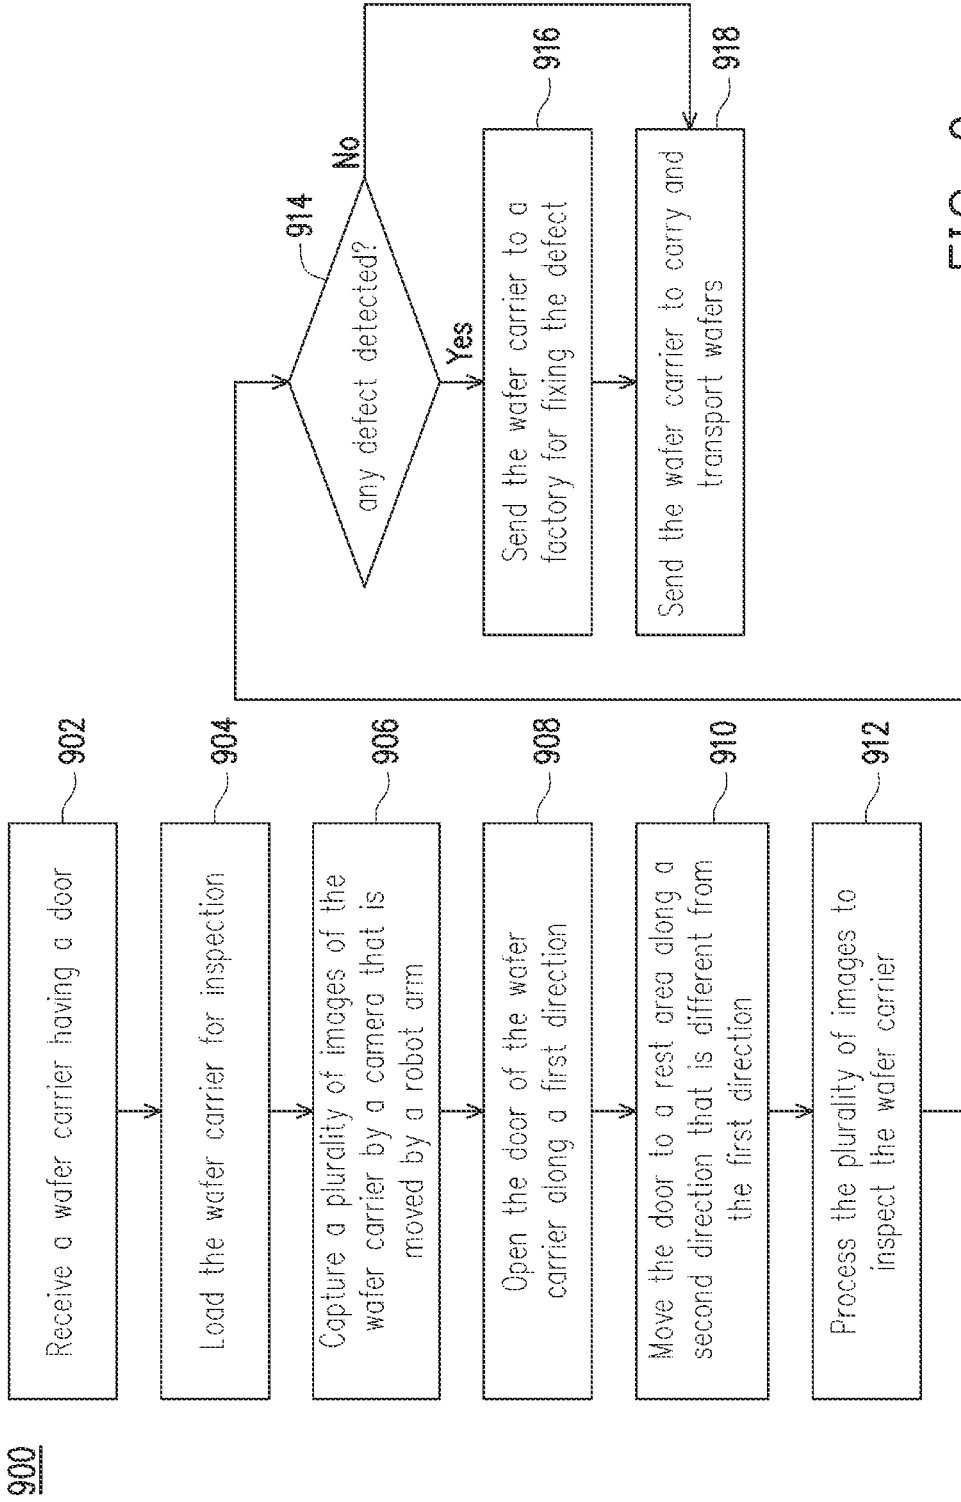 900
Receive a wafer carrier having a door
902
Load the wafer carrier for inspection
904
Capture a plurality of images of the
wafer carrier by a camera that is
moved by a robot arm
906
Open the door of the wafer
carrier along a first direction
908
Move the door to a rest area along a
second direction that is different from
the first direction
910
Process the plurality of images to
inspect the wafer carrier
912
any defect detected?
914
No
Yes
Send the wafer carrier to a
factory for fixing the defect
916
Send the wafer carrier to carry and
transport wafers
918